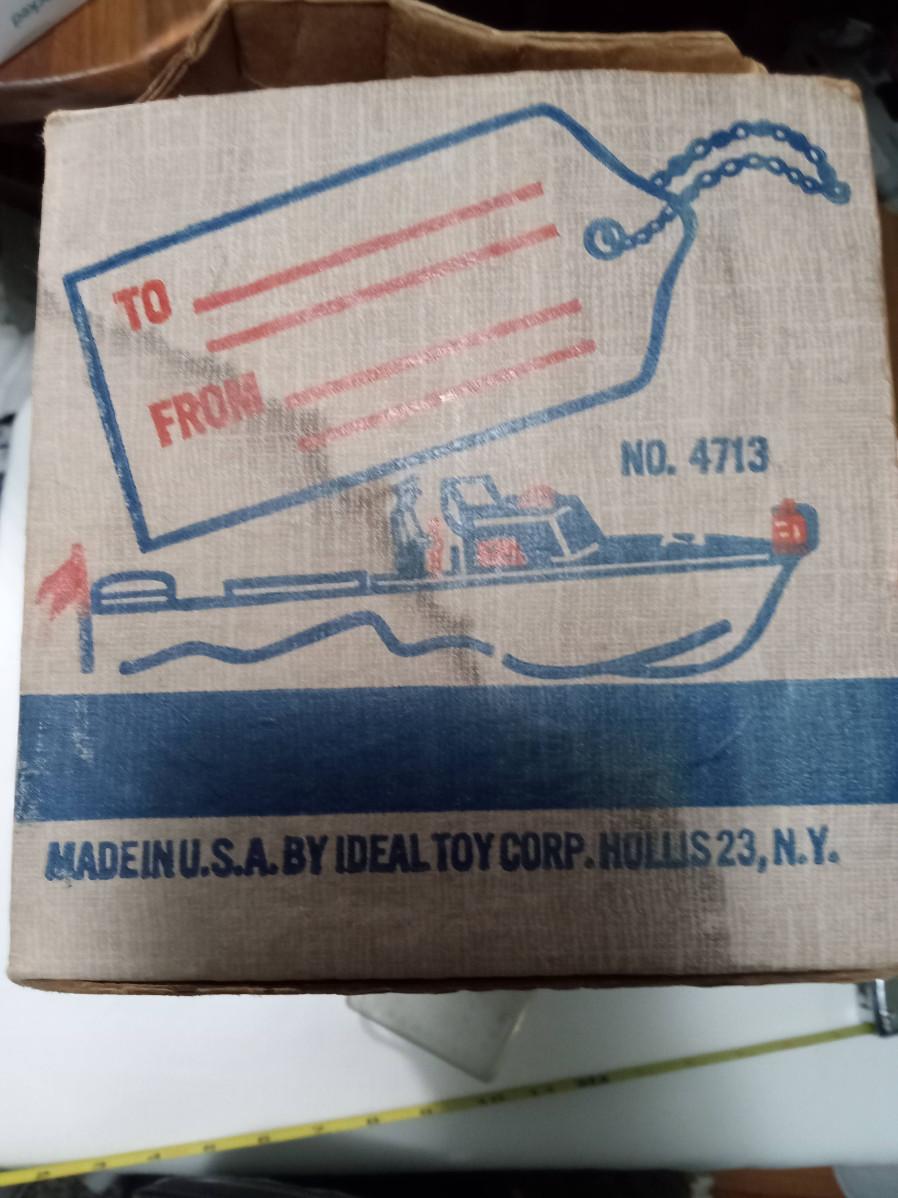 TO
FROM
NO. 4713
MADE IN U.S.A. BY IDEAL TOY CORP. HOLLIS 23, N.Y.